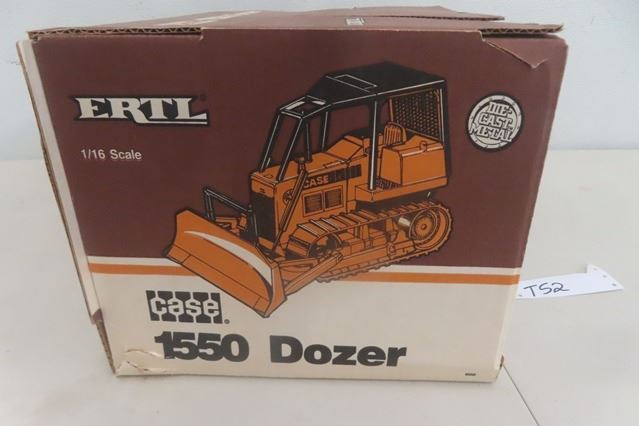 ERTL®
1/16 Scale
DIE-
CAST
METAL
CASE
case®
1550 Dozer
T52